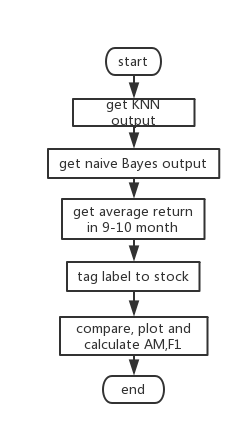 start
get KNN
output
get naive Bayes output
get average return
in 9-10 month
tag label to stock
compare, plot and
calculate AM,F1
end